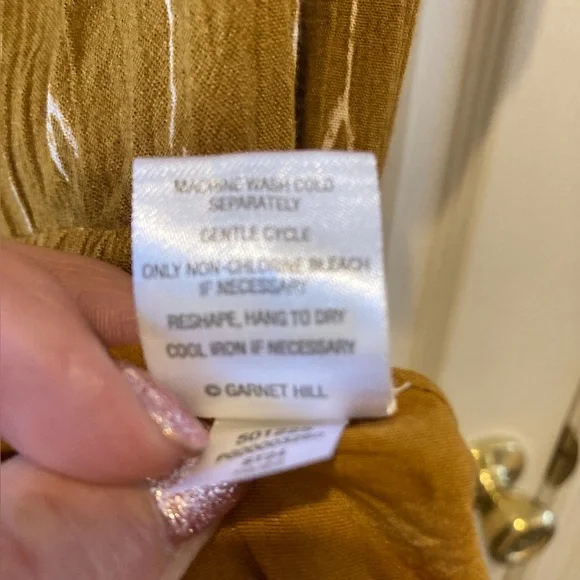 MACHINE WASH COLD
SEPARATELY
GENTLE CYCLE
ONLY NON-CHLORINE BLEACH
IF NECESSARY
RESHAPE, HANG TO DRY
COOL IRON IF NECESSARY
© GARNET HILL